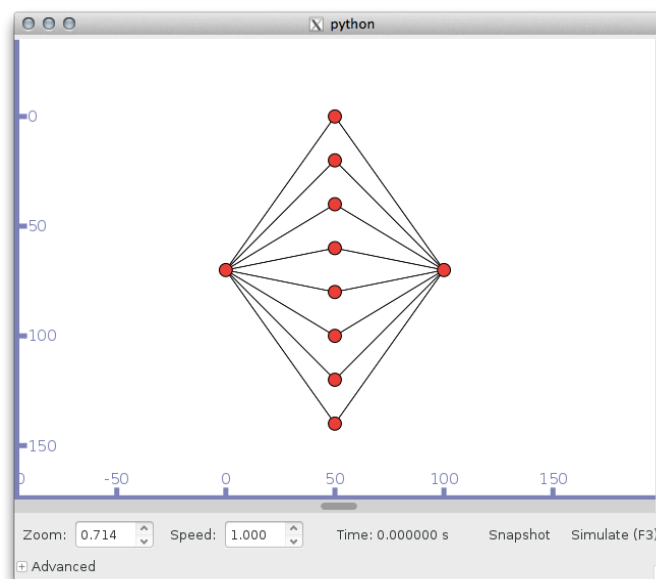 python
0
50
100
150
0 -50 0 50 100 150
Zoom: 0.714 Speed: 1.000 Time: 0.000000 s Snapshot Simulate (F3)
Advanced